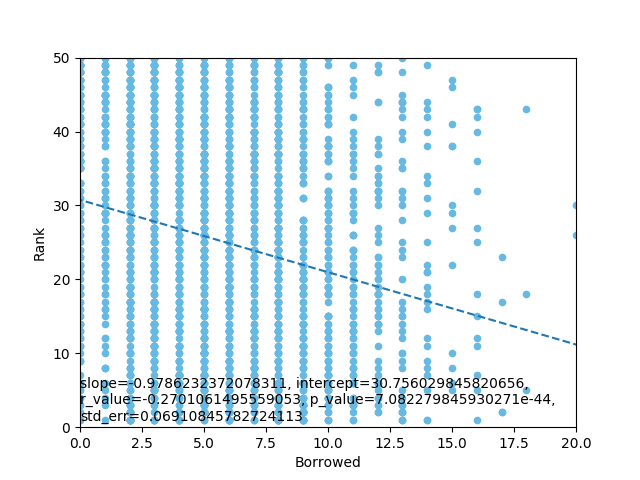 50
40
30
20
10
0
Rank
slope=-0.9786232372078311, intercept=30.756029845820656,
r_value=-0.2701061495559053, p_value=7.082279845930271e-44,
std_err=0.06910845782724113
0.0 2.5 5.0 7.5 10.0 12.5 15.0 17.5 20.0
Borrowed